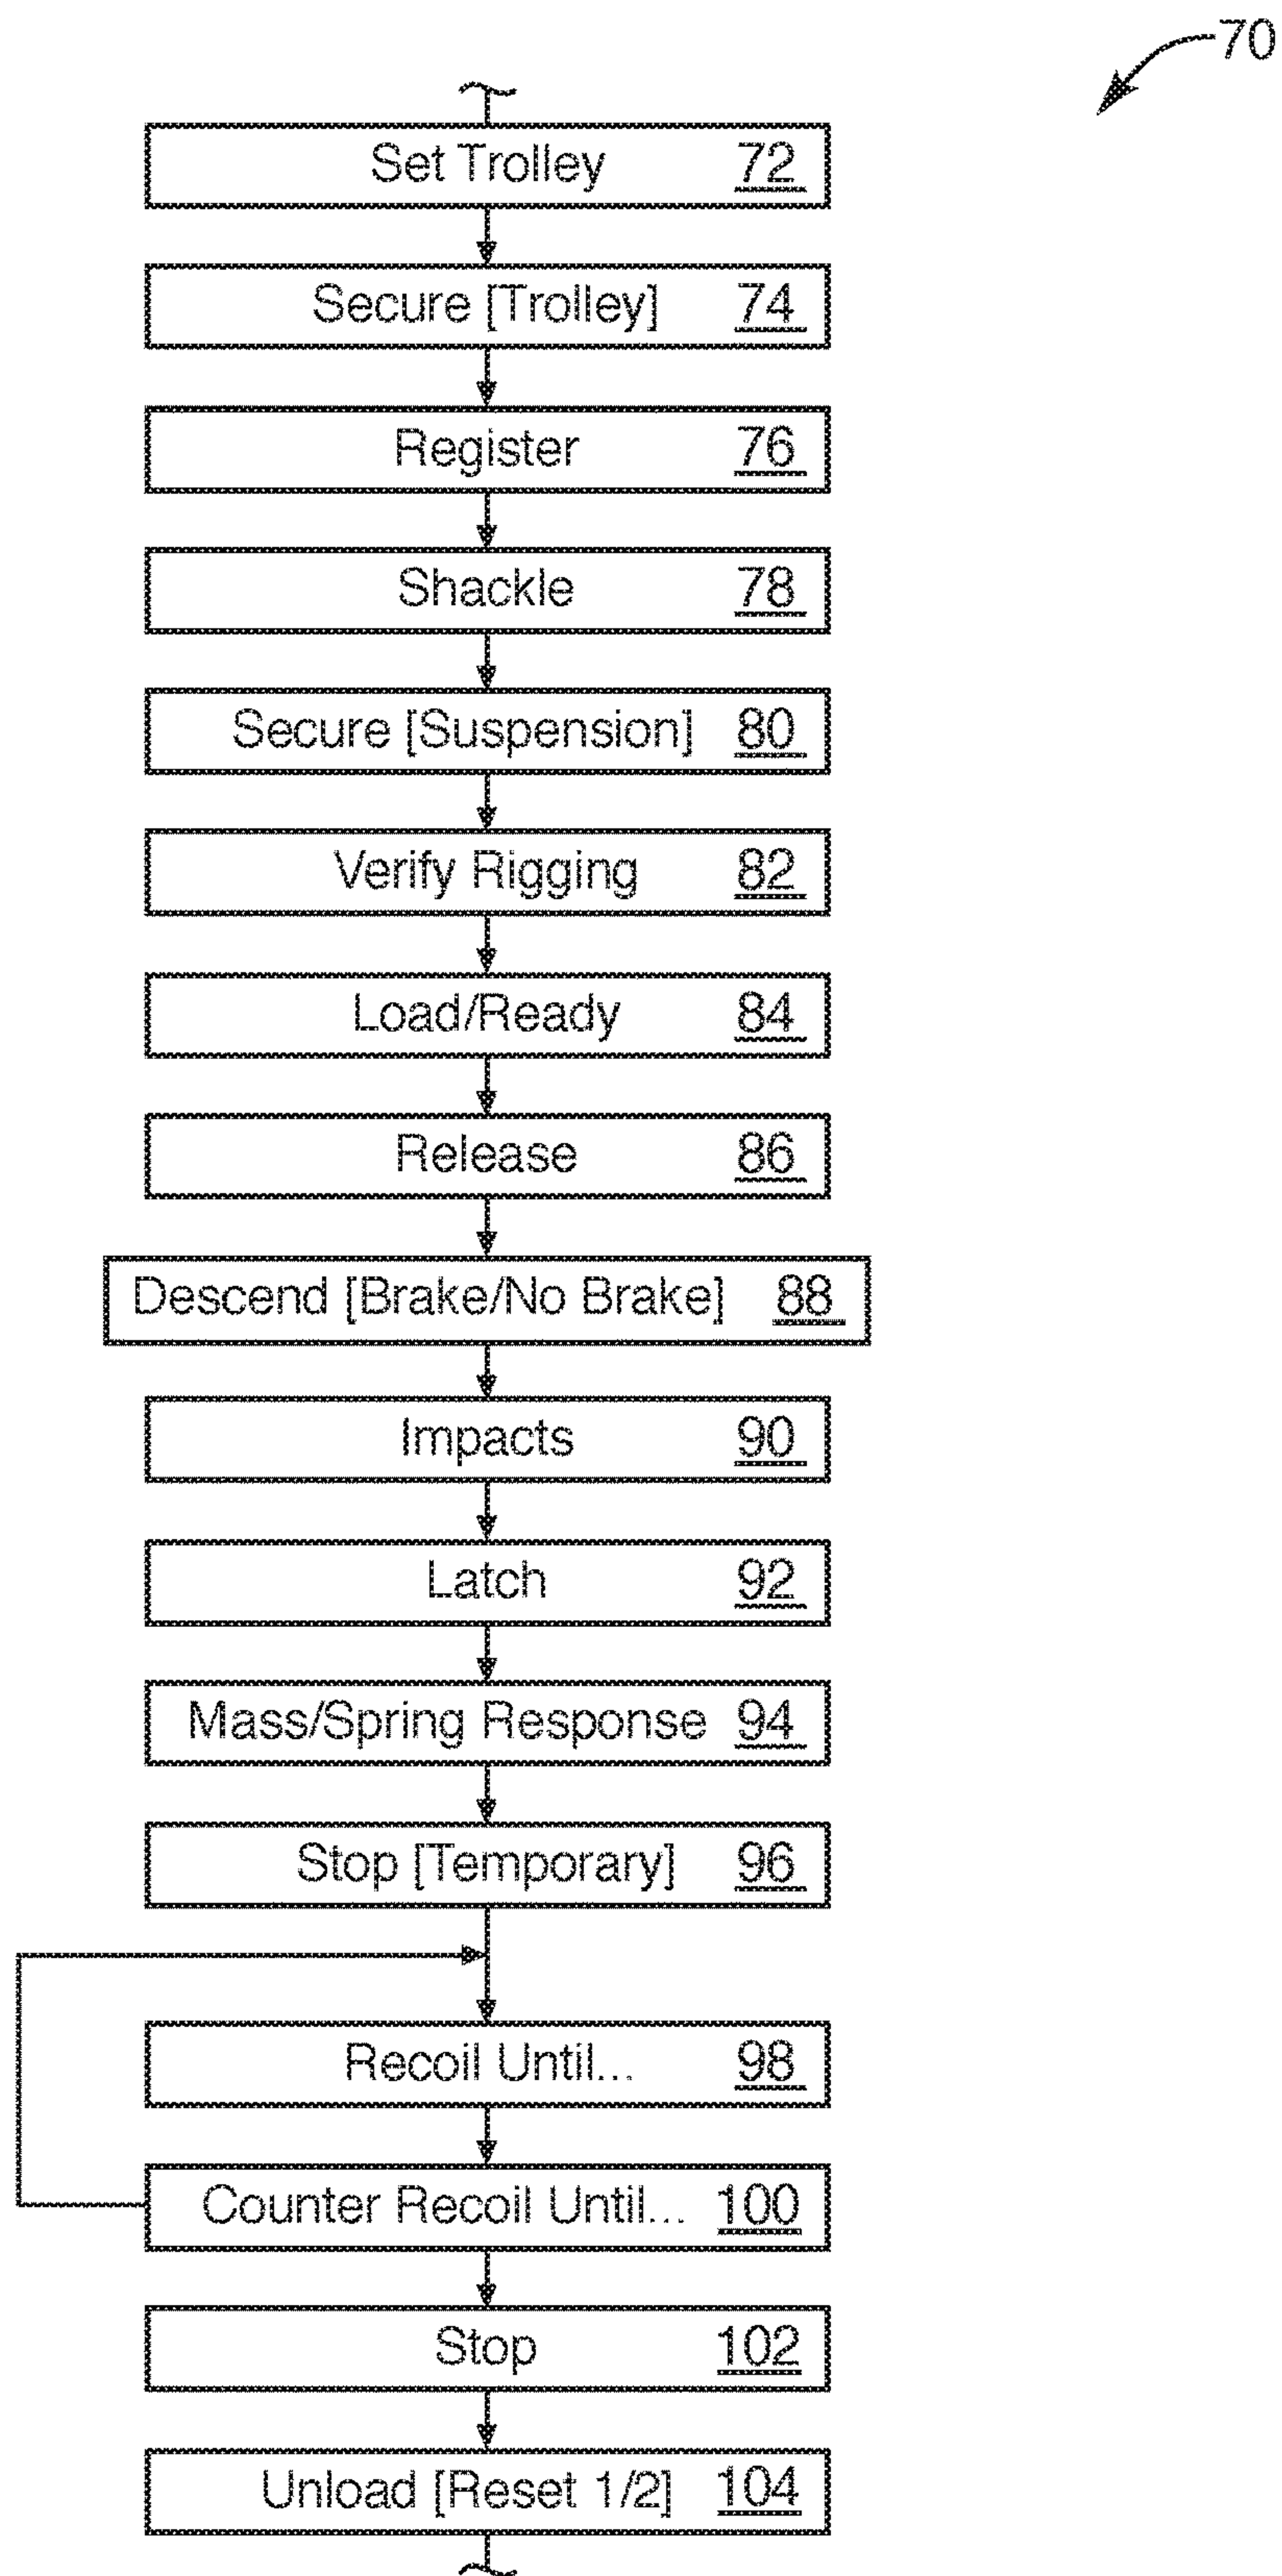 70
Set Trolley 72
Secure [Trolley] 74
Register 76
Shackle 78
Secure [Suspension] 80
Verify Rigging 82
Load/Ready 84
Release 86
Descend [Brake/No Brake] 88
Impacts 90
Latch 92
Mass/Spring Response 94
Stop [Temporary] 96
Recoil Until... 98
Counter Recoil Until... 100
Stop 102
Unload [Reset 1/2] 104